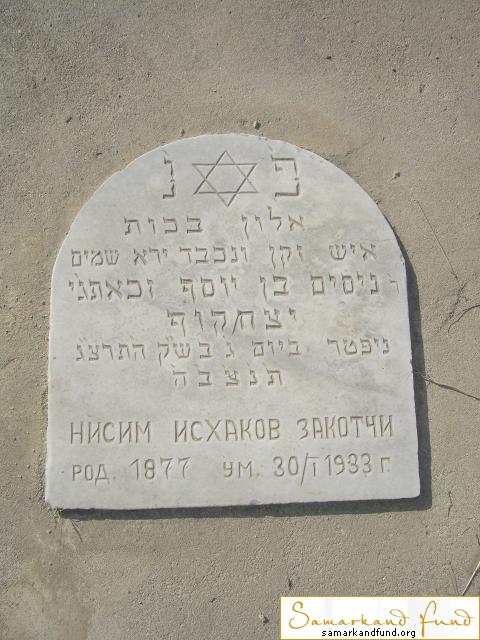 פ נ
אלון בכות
איש זקן ונכבד ירא שמים
ר ניסים בן יוסף זכאתגי
יצחקוף
ניפטר ביום ג בשק התרצג
תנצבה
НИСИМ ИСХАКОВ ЗАКОТЧИ
РОД. 1877 УМ. 30/I 1933 Г.
Samarkand Fund
samarkandfund.org